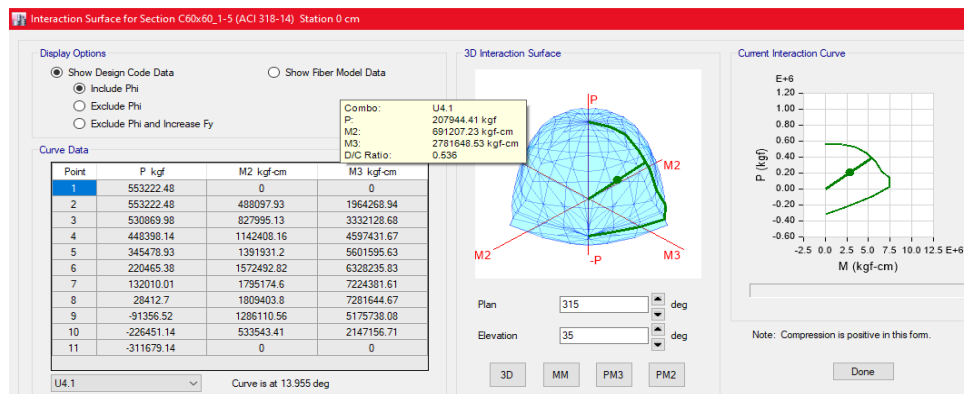 Interaction Surface for Section C60x60_1-5 (ACI 318-14) Station 0 cm
Display Options
Show Design Code Data Show Fiber Model Data
Include Phi
Exclude Phi
Exclude Phi and Increase Fy
Combo: U4.1
P: 207944.41 kgf
M2: 691207.23 kgf-cm
M3: 2781648.53 kgf-cm
D/C Ratio: 0.536
Curve Data
Point P kgf M2 kgf-cm M3 kgf-cm
1 553222.48 0 0
2 553222.48 488097.93 1964268.94
3 530869.98 827995.13 3332128.68
4 448398.14 1142408.16 4597431.67
5 345478.93 1391931.2 5601595.63
6 220465.38 1572492.82 6328235.83
7 132010.01 1795174.6 7224381.61
8 28412.7 1809403.8 7281644.67
9 -91356.52 1286110.56 5175738.08
10 -226451.14 533543.41 2147156.71
11 -311679.14 0 0
U4.1 Curve is at 13.955 deg
3D Interaction Surface
P
M2
M2
-P
M3
Plan 315 deg
Elevation 35 deg
3D MM PM3 PM2
Current Interaction Curve
E+6
1.20
1.00
0.80
0.60
0.40
0.20
0.00
-0.20
-0.40
-0.60
P (kgf)
-2.5 0.0 2.5 5.0 7.5 10.0 12.5 E+6
M (kgf-cm)
Note: Compression is positive in this form.
Done